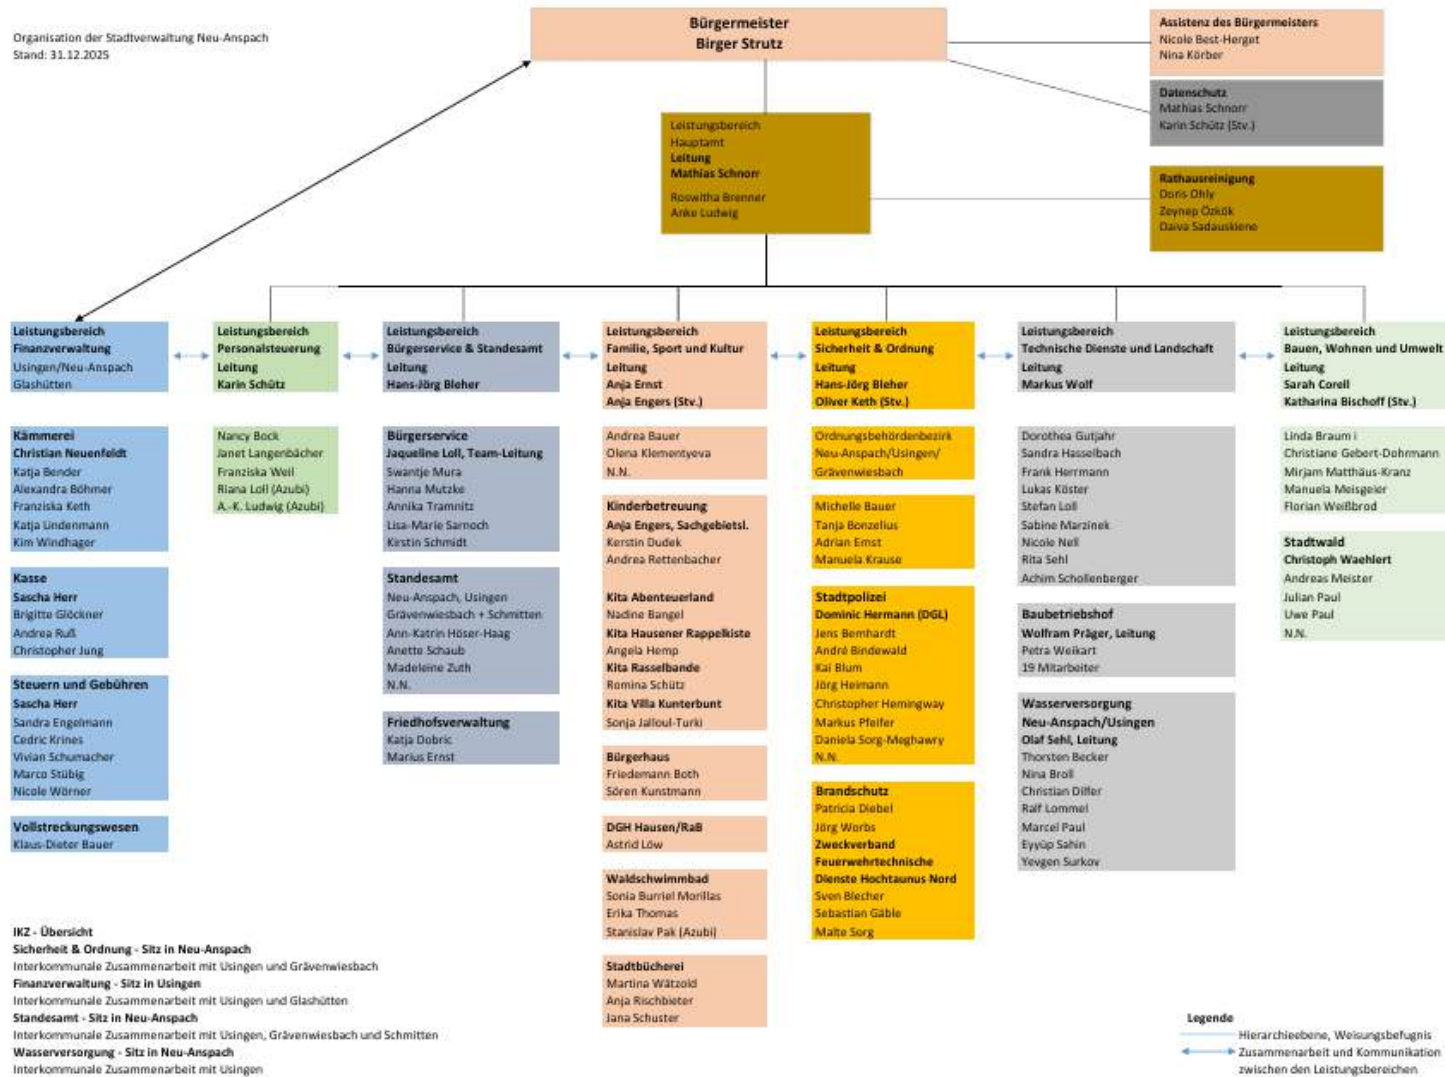 Organisation der Stadtverwaltung Neu-Anspach
Stand: 31.12.2025
Bürgermeister
Birger Strutz
Assistenz des Bürgermeisters
Nicole Best-Herget
Nina Körber
Datenschutz
Mathias Schnorr
Karin Schütz (Stv.)
Leistungsbereich
Hauptamt
Leitung
Mathias Schnorr
Roswitha Brenner
Anke Ludwig
Rathausreinigung
Doris Ohly
Zeynep Özkök
Daiva Sadauskiene
Leistungsbereich
Finanzverwaltung
Usingen/Neu-Anspach
Glashütten
Kämmerei
Christian Neuenfeldt
Katja Bender
Alexandra Böhmer
Franziska Keth
Katja Lindenmann
Kim Windhager
Kasse
Sascha Herr
Brigitte Glöckner
Andrea Ruß
Christopher Jung
Steuern und Gebühren
Sascha Herr
Sandra Engelmann
Cedric Krines
Vivian Schumacher
Marco Stübig
Nicole Wörner
Vollstreckungswesen
Klaus-Dieter Bauer
Leistungsbereich
Personalsteuerung
Leitung
Karin Schütz
Nancy Bock
Janet Langenbächer
Franziska Weil
Riana Loll (Azubi)
A.-K. Ludwig (Azubi)
Leistungsbereich
Bürgerservice & Standesamt
Leitung
Hans-Jörg Bleher
Bürgerservice
Jaqueline Loll, Team-Leitung
Swantje Mura
Hanna Mutzke
Annika Tramnitz
Lisa-Marie Sarnoch
Kirstin Schmidt
Standesamt
Neu-Anspach, Usingen
Grävenwiesbach + Schmitten
Ann-Katrin Höser-Haag
Anette Schaub
Madeleine Zuth
N.N.
Friedhofsverwaltung
Katja Dobric
Marius Ernst
Leistungsbereich
Familie, Sport und Kultur
Leitung
Anja Ernst
Anja Engers (Stv.)
Andrea Bauer
Olena Klementyeva
N.N.
Kinderbetreuung
Anja Engers, Sachgebietsl.
Kerstin Dudek
Andrea Rettenbacher
Kita Abenteuerland
Nadine Bangel
Kita Hausener Rappelkiste
Angela Hemp
Kita Rasselbande
Romina Schütz
Kita Villa Kunterbunt
Sonja Jalloul-Turki
Bürgerhaus
Friedemann Both
Sören Kunstmann
DGH Hausen/RaB
Astrid Löw
Waldschwimmbad
Sonia Burriel Morillas
Erika Thomas
Stanislav Pak (Azubi)
Stadtbücherei
Martina Wätzold
Anja Rischbieter
Jana Schuster
Leistungsbereich
Sicherheit & Ordnung
Leitung
Hans-Jörg Bleher
Oliver Keth (Stv.)
Ordnungsbehördenbezirk
Neu-Anspach/Usingen/
Grävenwiesbach
Michelle Bauer
Tanja Bonzelius
Adrian Ernst
Manuela Krause
Stadtpolizei
Dominic Hermann (DGL)
Jens Bernhardt
André Bindewald
Kai Blum
Jörg Heimann
Christopher Hemingway
Markus Pfeifer
Daniela Sorg-Meghawry
N.N.
Brandschutz
Patricia Diebel
Jörg Worbs
Zweckverband
Feuerwehrtechnische
Dienste Hochtaunus Nord
Sven Blecher
Sebastian Gäble
Malte Sorg
Leistungsbereich
Technische Dienste und Landschaft
Leitung
Markus Wolf
Dorothea Gutjahr
Sandra Hasselbach
Frank Herrmann
Lukas Köster
Stefan Loll
Sabine Marzinek
Nicole Nell
Rita Sehl
Achim Schollenberger
Baubetriebshof
Wolfram Präger, Leitung
Petra Weikart
19 Mitarbeiter
Wasserversorgung
Neu-Anspach/Usingen
Olaf Sehl, Leitung
Thorsten Becker
Nina Broll
Christian Dilfer
Ralf Lommel
Marcel Paul
Eyyüp Sahin
Yevgen Surkov
Leistungsbereich
Bauen, Wohnen und Umwelt
Leitung
Sarah Corell
Katharina Bischoff (Stv.)
Linda Braum i
Christiane Gebert-Dohrmann
Mirjam Matthäus-Kranz
Manuela Meisgeier
Florian Weißbrod
Stadtwald
Christoph Waehlert
Andreas Meister
Julian Paul
Uwe Paul
N.N.
IKZ - Übersicht
Sicherheit & Ordnung - Sitz in Neu-Anspach
Interkommunale Zusammenarbeit mit Usingen und Grävenwiesbach
Finanzverwaltung - Sitz in Usingen
Interkommunale Zusammenarbeit mit Usingen und Glashütten
Standesamt - Sitz in Neu-Anspach
Interkommunale Zusammenarbeit mit Usingen, Grävenwiesbach und Schmitten
Wasserversorgung - Sitz in Neu-Anspach
Interkommunale Zusammenarbeit mit Usingen
Legende
Hierarchieebene, Weisungsbefugnis
Zusammenarbeit und Kommunikation
zwischen den Leistungsbereichen